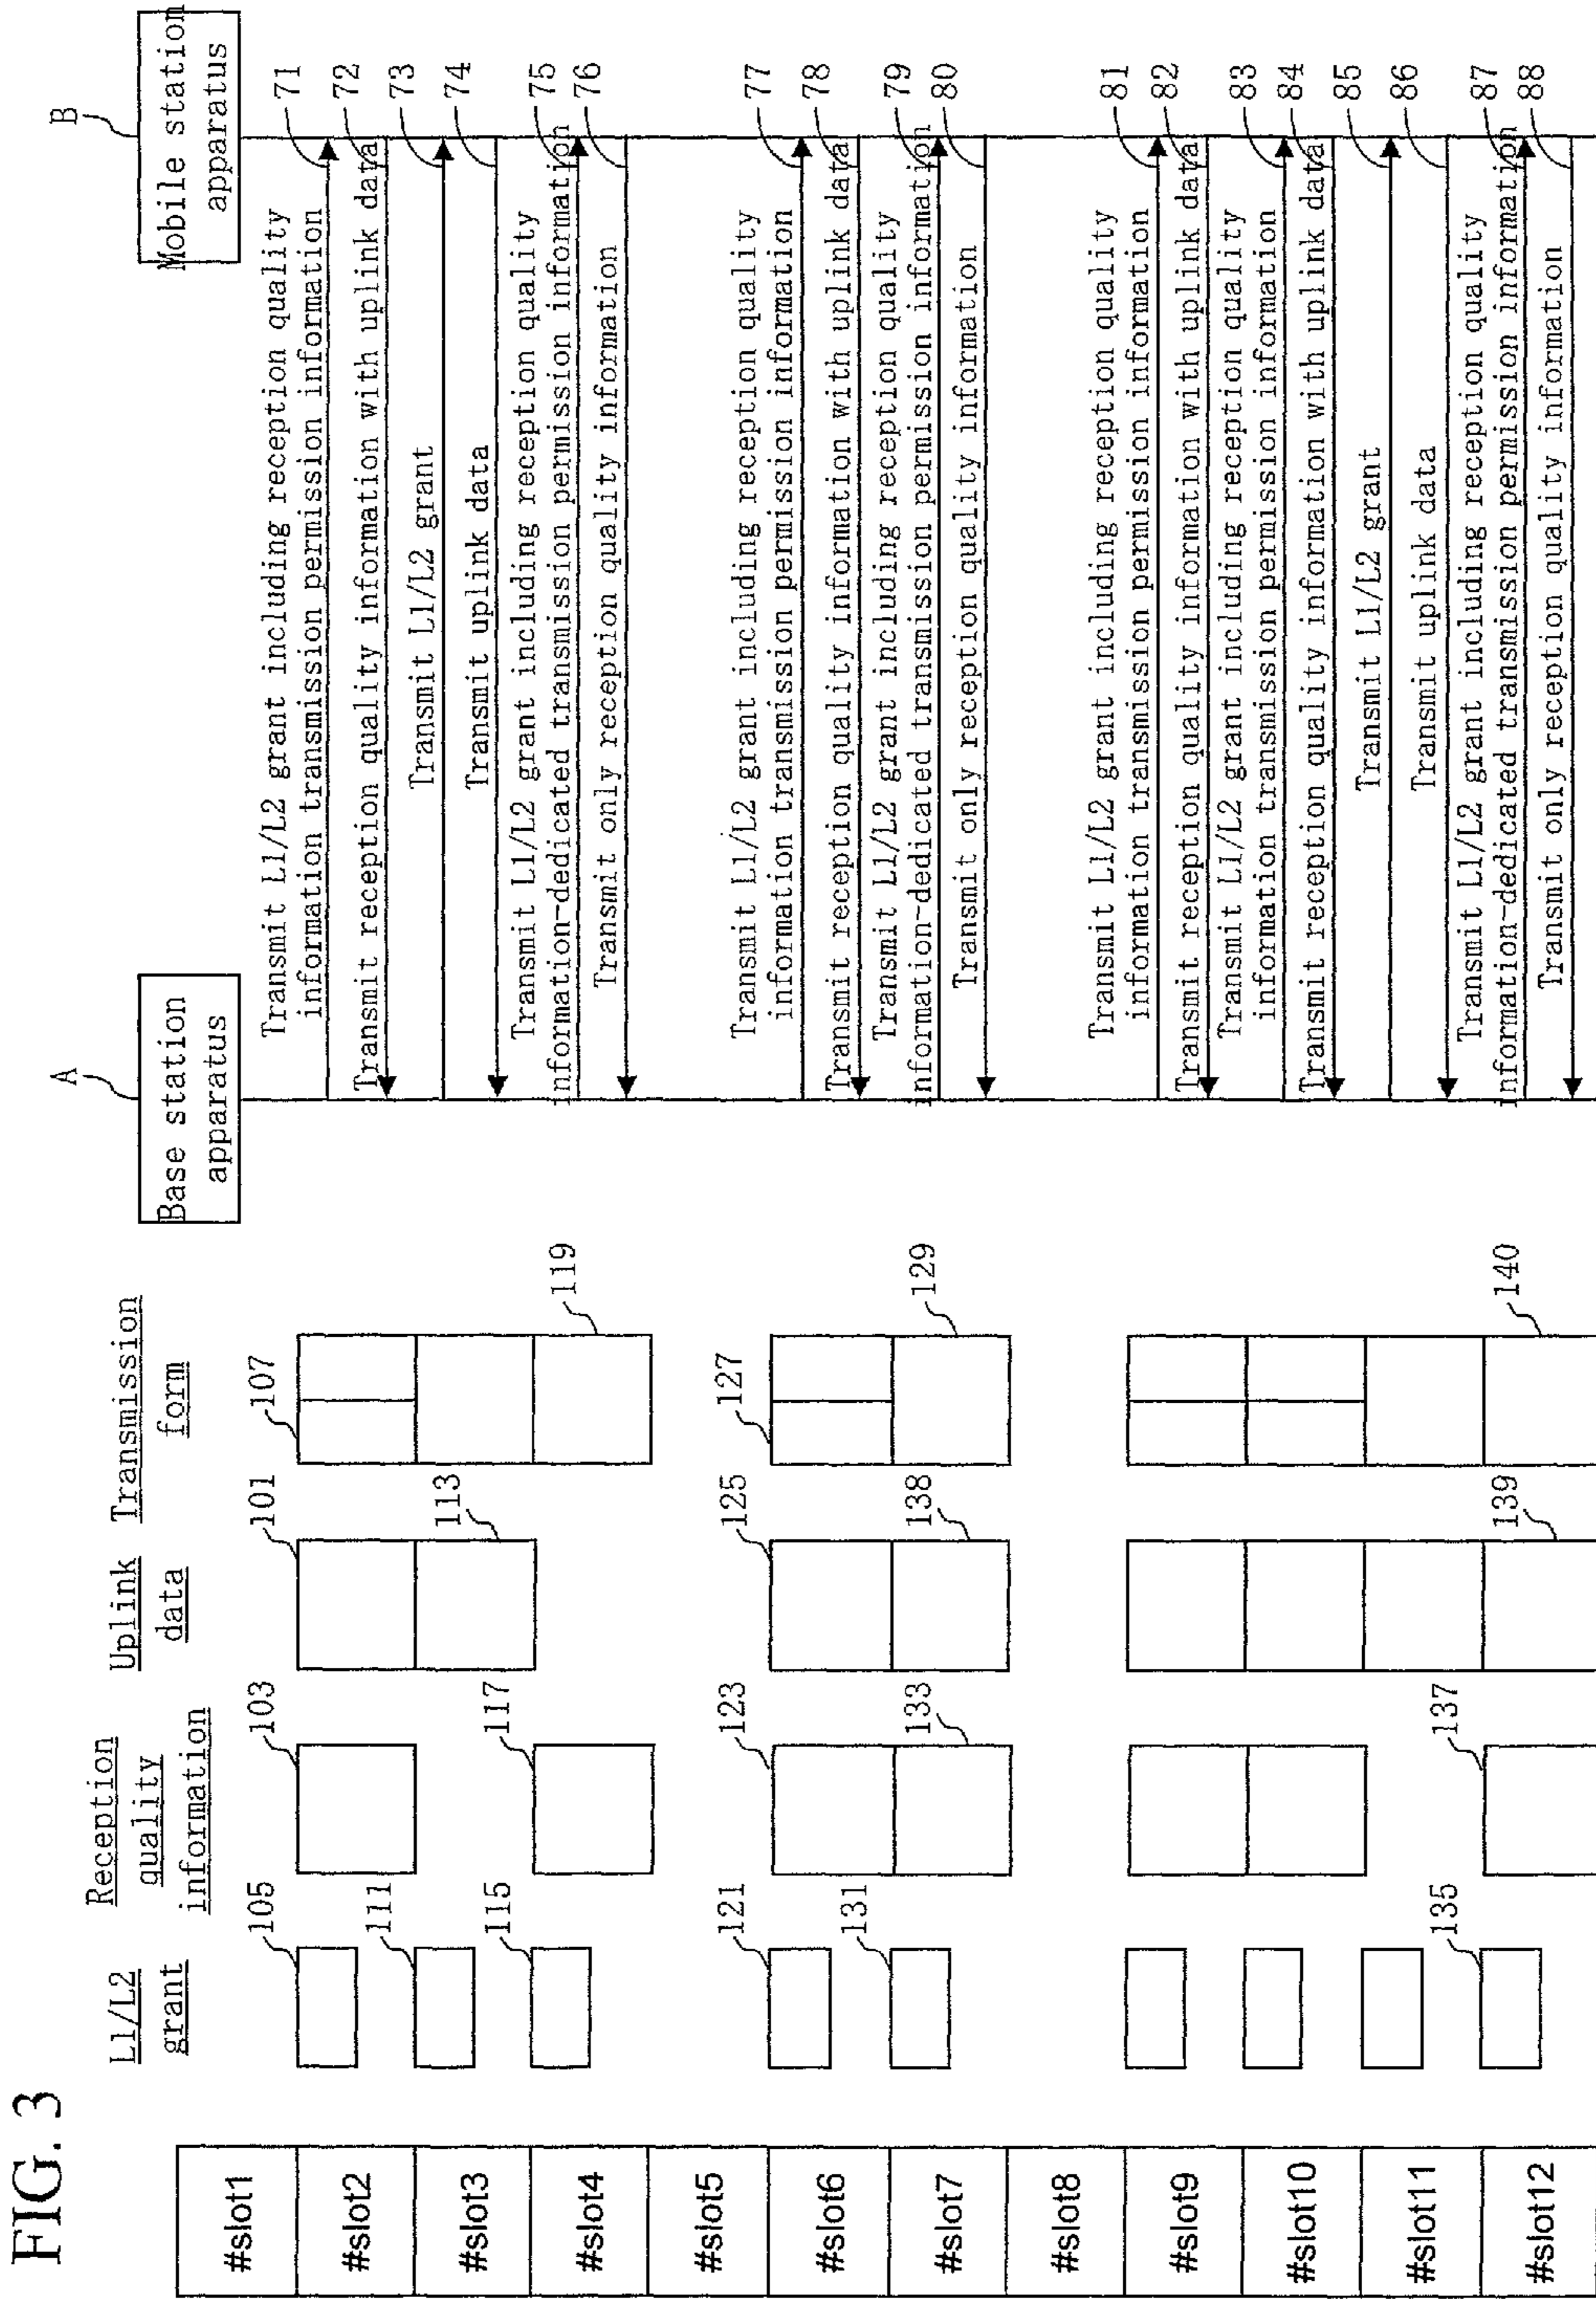 FIG. 3
L1/L2
grant
Reception
quality
information
Uplink
data
Transmission
form
Base station
apparatus
A
Mobile station
apparatus
B
#slot1
#slot2
#slot3
#slot4
#slot5
#slot6
#slot7
#slot8
#slot9
#slot10
#slot11
#slot12
105
103
101
107
111
113
115
117
119
121
123
125
127
131
133
138
129
135
137
139
140
Transmit L1/L2 grant including reception quality
information transmission permission information
71
Transmit reception quality information with uplink data
72
Transmit L1/L2 grant
73
Transmit uplink data
74
Transmit L1/L2 grant including reception quality
information-dedicated transmission permission information
75
Transmit only reception quality information
76
Transmit L1/L2 grant including reception quality
information transmission permission information
77
Transmit reception quality information with uplink data
78
Transmit L1/L2 grant including reception quality
information-dedicated transmission permission information
79
Transmit only reception quality information
80
Transmit L1/L2 grant including reception quality
information transmission permission information
81
Transmit reception quality information with uplink data
82
Transmit L1/L2 grant including reception quality
information transmission permission information
83
Transmit reception quality information with uplink data
84
Transmit L1/L2 grant
85
Transmit uplink data
86
Transmit L1/L2 grant including reception quality
information-dedicated transmission permission information
87
Transmit only reception quality information
88